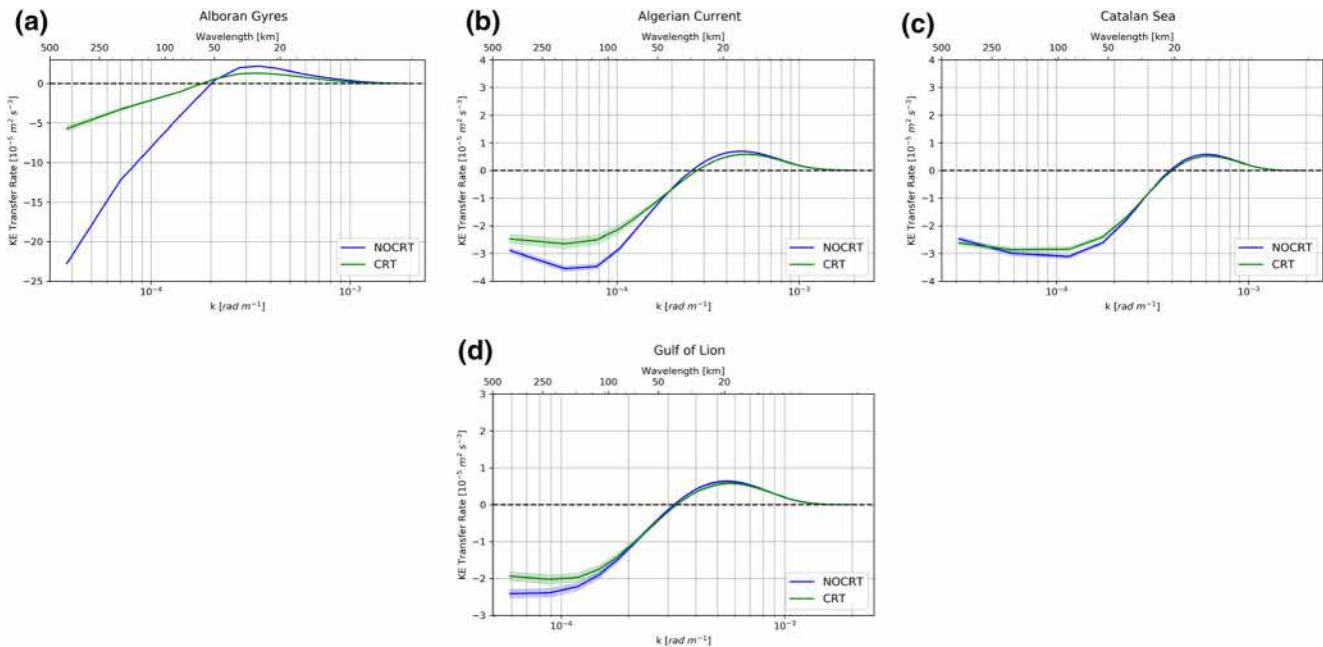 (a)
Alboran Gyres
Wavelength [km]
500 250 100 50 20
KE Transfer Rate [10⁻⁵ m² s⁻³]
0
−5
−10
−15
−20
−25
NOCRT
CRT
10⁻⁴ 10⁻³
k [rad m⁻¹]
(b)
Algerian Current
Wavelength [km]
500 250 100 50 20
KE Transfer Rate [10⁻⁵ m² s⁻³]
4
3
2
1
0
−1
−2
−3
−4
NOCRT
CRT
10⁻⁴ 10⁻³
k [rad m⁻¹]
(c)
Catalan Sea
Wavelength [km]
500 250 100 50 20
KE Transfer Rate [10⁻⁵ m² s⁻³]
4
3
2
1
0
−1
−2
−3
−4
NOCRT
CRT
10⁻⁴ 10⁻³
k [rad m⁻¹]
(d)
Gulf of Lion
Wavelength [km]
500 250 100 50 20
KE Transfer Rate [10⁻⁵ m² s⁻³]
3
2
1
0
−1
−2
−3
NOCRT
CRT
10⁻⁴ 10⁻³
k [rad m⁻¹]